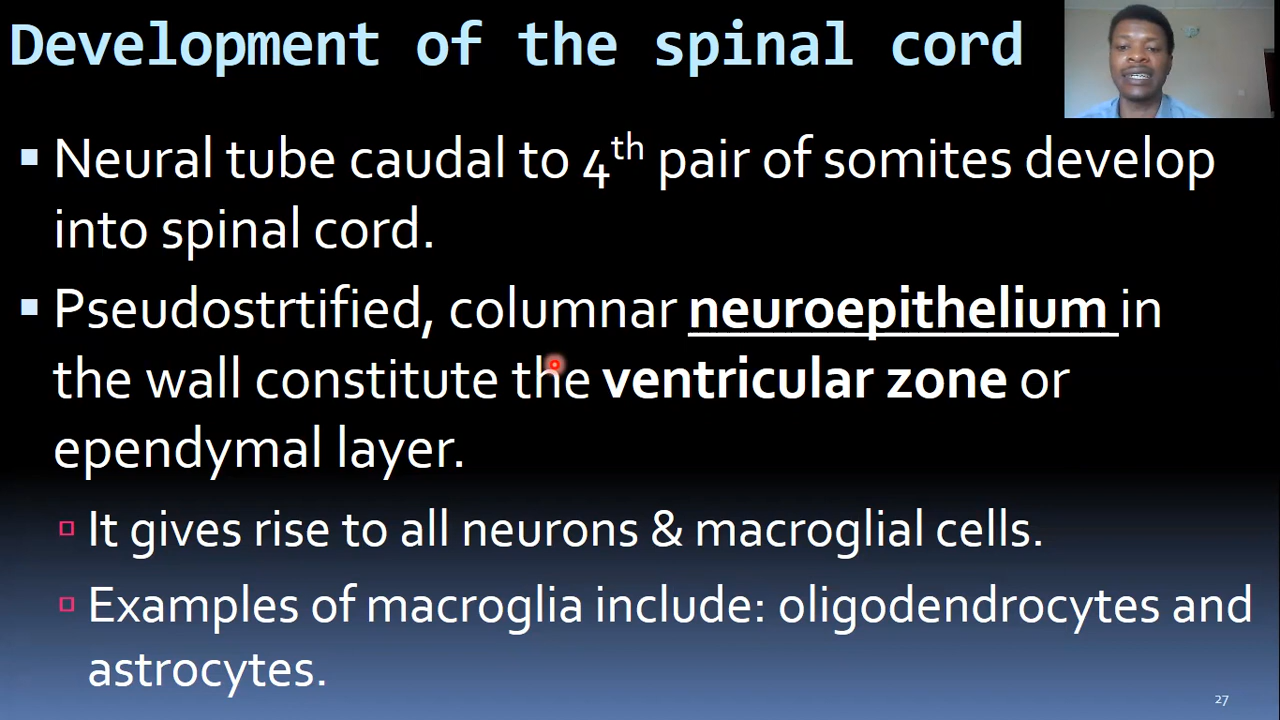 Development of the spinal cord
▪ Neural tube caudal to 4th pair of somites develop
into spinal cord.
▪ Pseudostrtified, columnar neuroepithelium in
the wall constitute the ventricular zone or
ependymal layer.
▫ It gives rise to all neurons & macroglial cells.
▫ Examples of macroglia include: oligodendrocytes and
astrocytes.
27